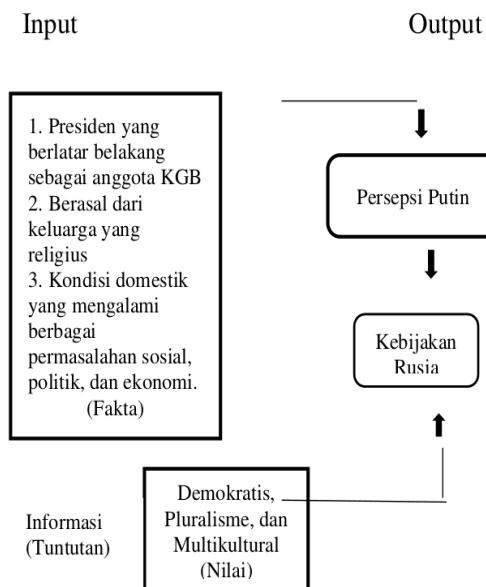 Input
Output
1. Presiden yang
berlatar belakang
sebagai anggota KGB
2. Berasal dari
keluarga yang
religius
3. Kondisi domestik
yang mengalami
berbagai
permasalahan sosial,
politik, dan ekonomi.
(Fakta)
Persepsi Putin
Kebijakan
Rusia
Informasi
(Tuntutan)
Demokratis,
Pluralisme, dan
Multikultural
(Nilai)